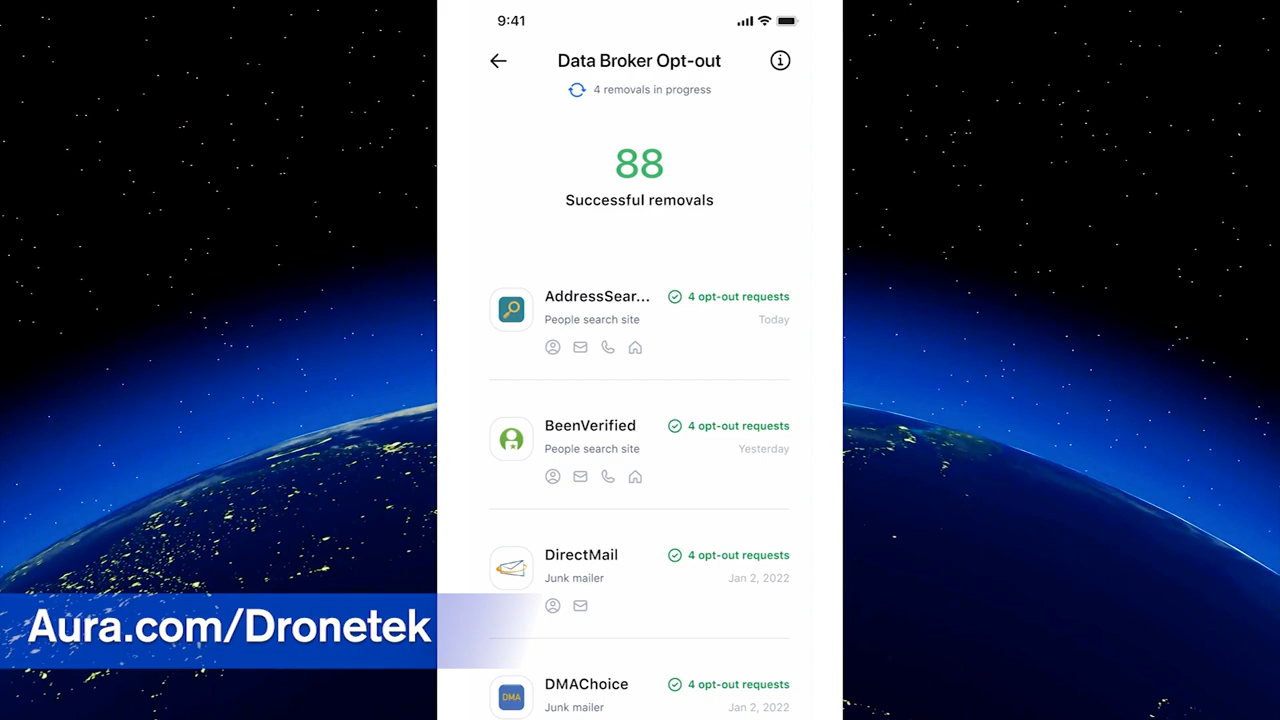 9:41
Data Broker Opt-out
4 removals in progress
88
Successful removals
AddressSear... 4 opt-out requests
People search site Today
BeenVerified 4 opt-out requests
People search site Yesterday
DirectMail 4 opt-out requests
Junk mailer Jan 2, 2022
Aura.com/Dronetek
DMAChoice 4 opt-out requests
DMA
Junk mailer Jan 2, 2022